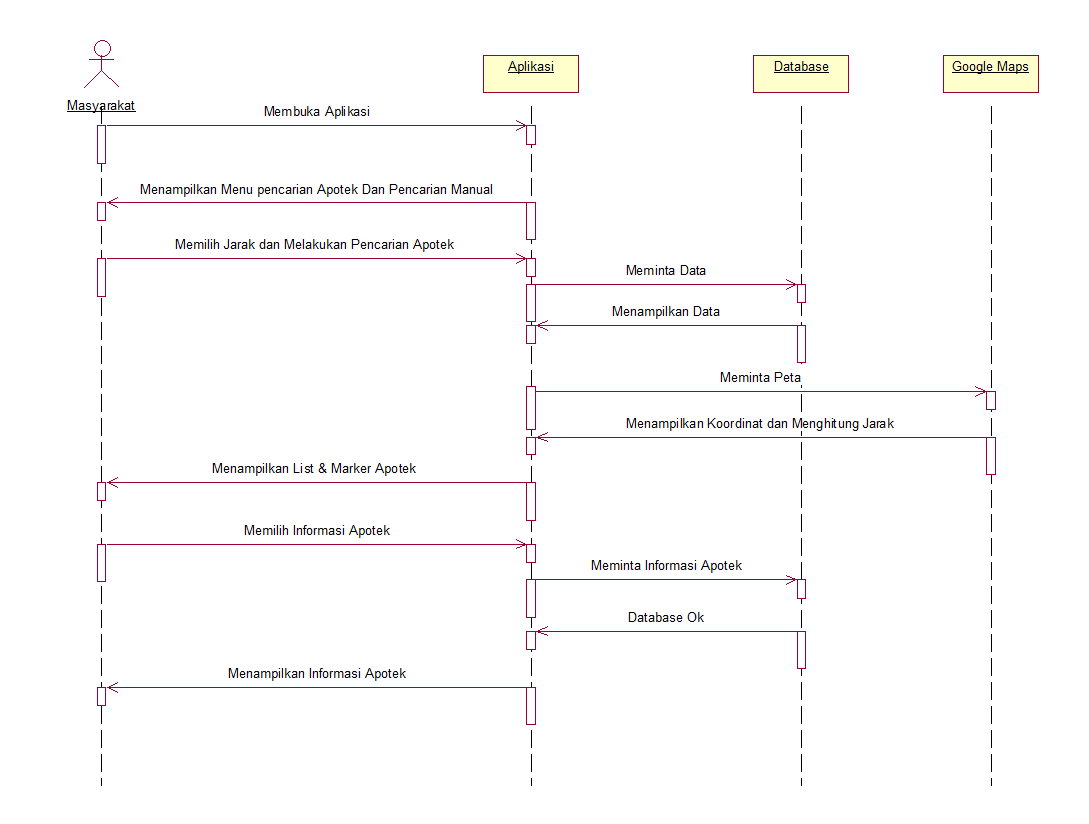 Masyarakat
Aplikasi
Database
Google Maps
Membuka Aplikasi
Menampilkan Menu pencarian Apotek Dan Pencarian Manual
Memilih Jarak dan Melakukan Pencarian Apotek
Meminta Data
Menampilkan Data
Meminta Peta
Menampilkan Koordinat dan Menghitung Jarak
Menampilkan List & Marker Apotek
Memilih Informasi Apotek
Meminta Informasi Apotek
Database Ok
Menampilkan Informasi Apotek